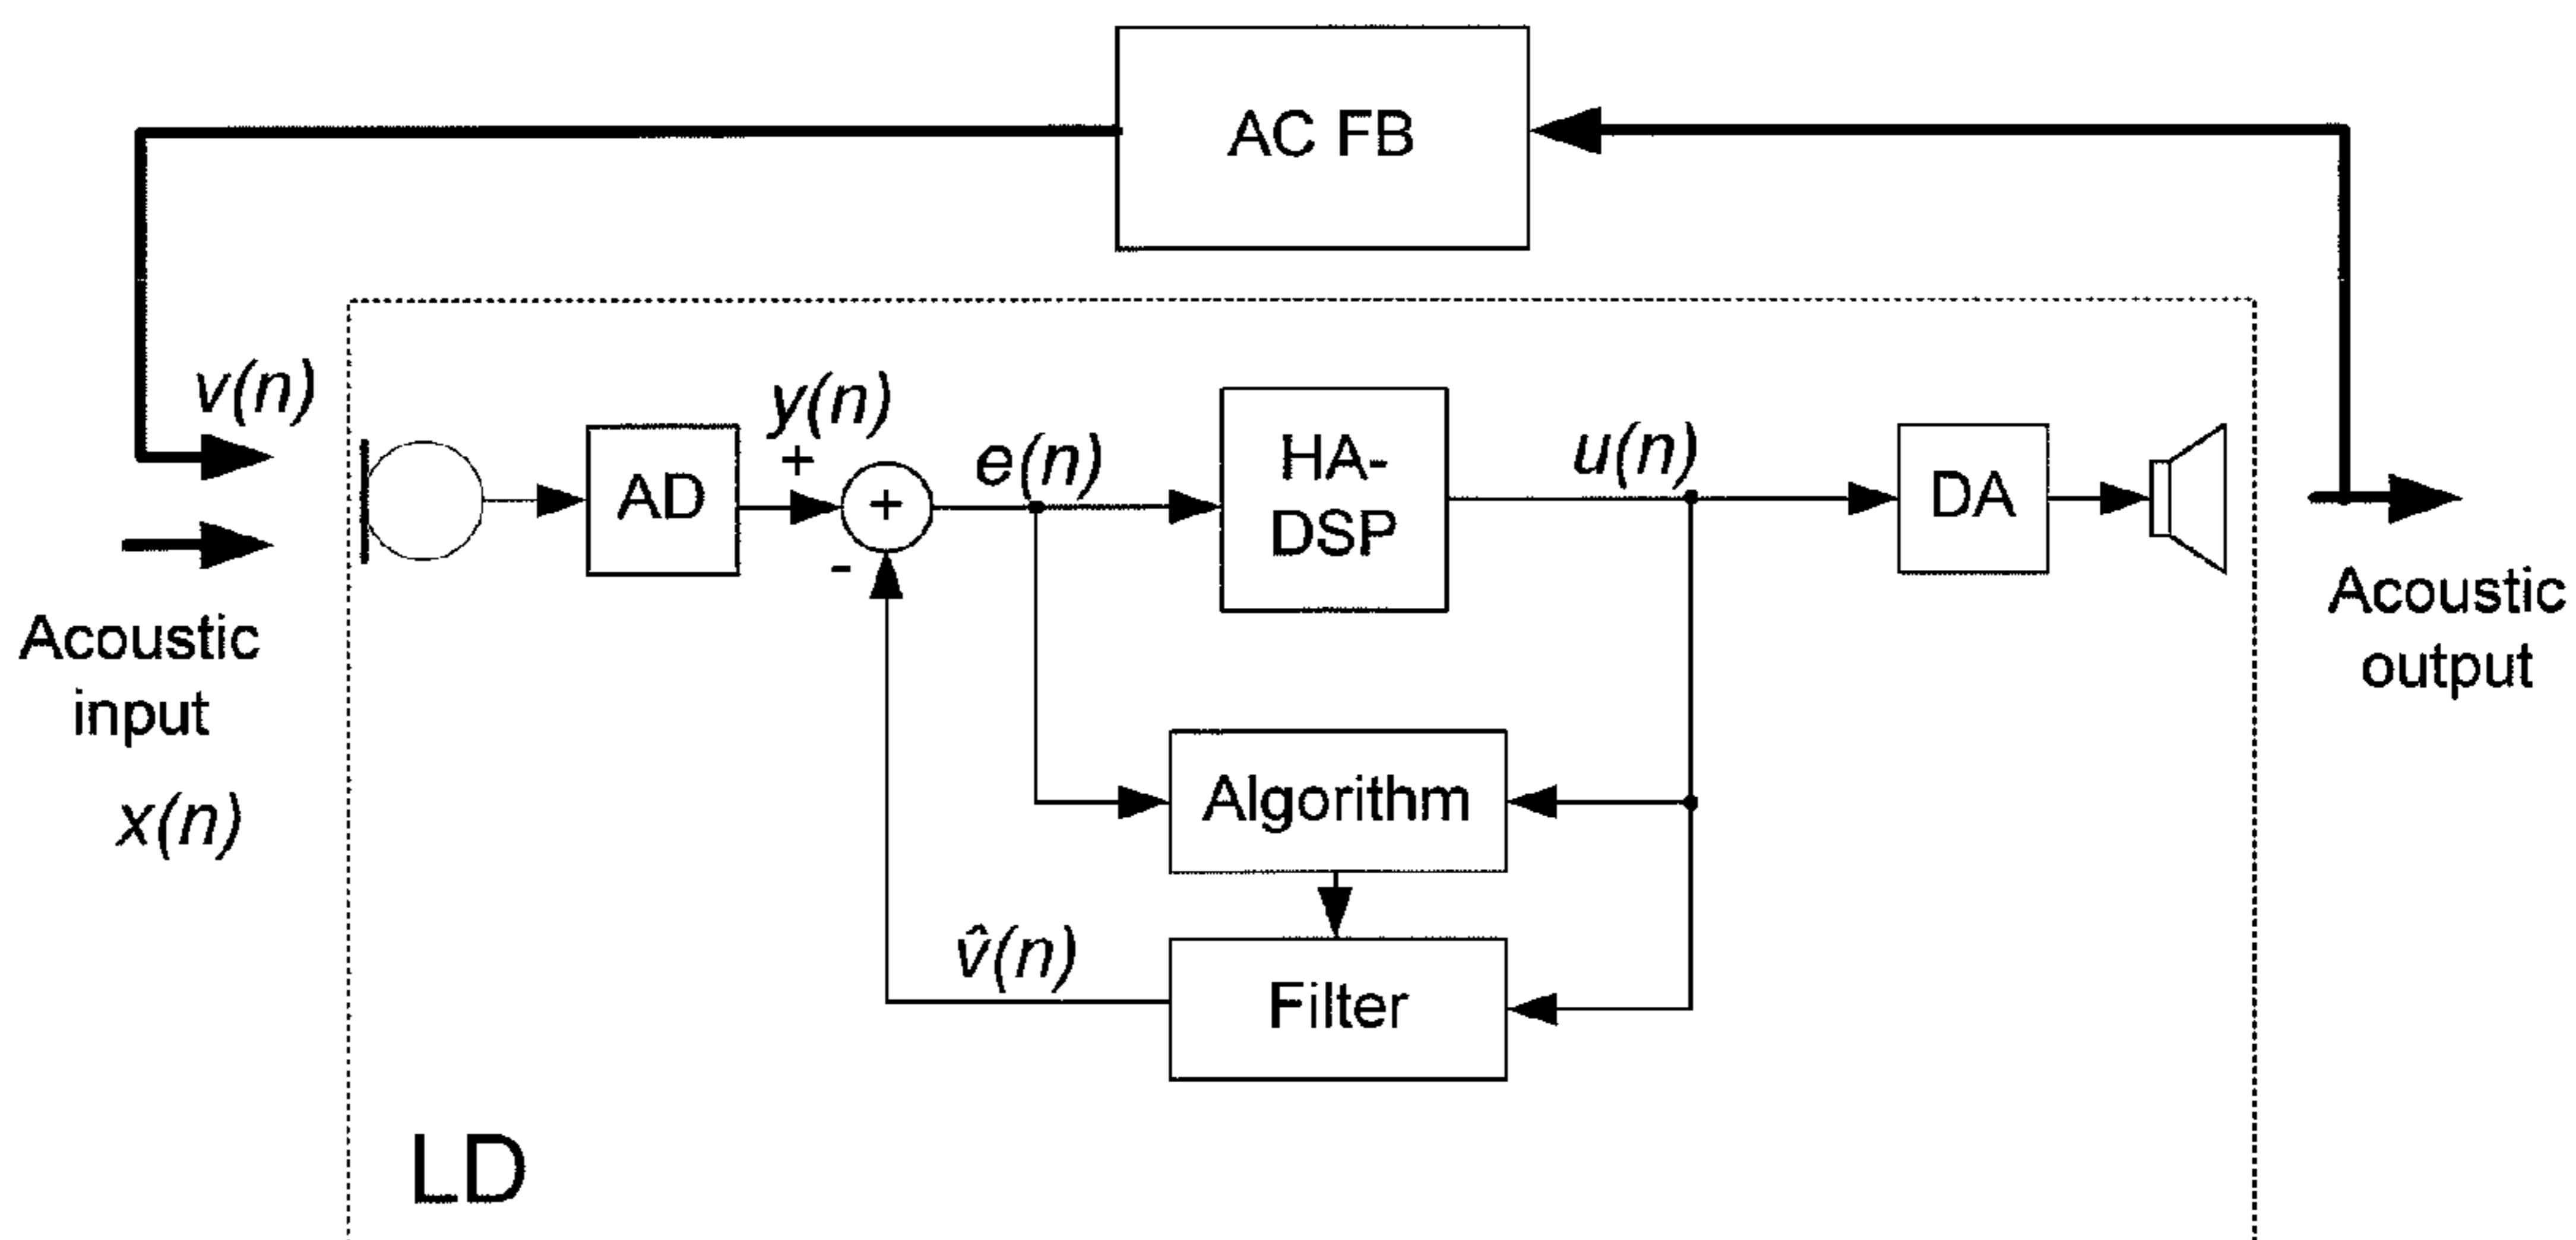 AC FB
v(n)
y(n)
+
-
+
e(n)
HA-
DSP
u(n)
AD
DA
Acoustic
input
x(n)
Acoustic
output
Algorithm
v̂(n)
Filter
LD